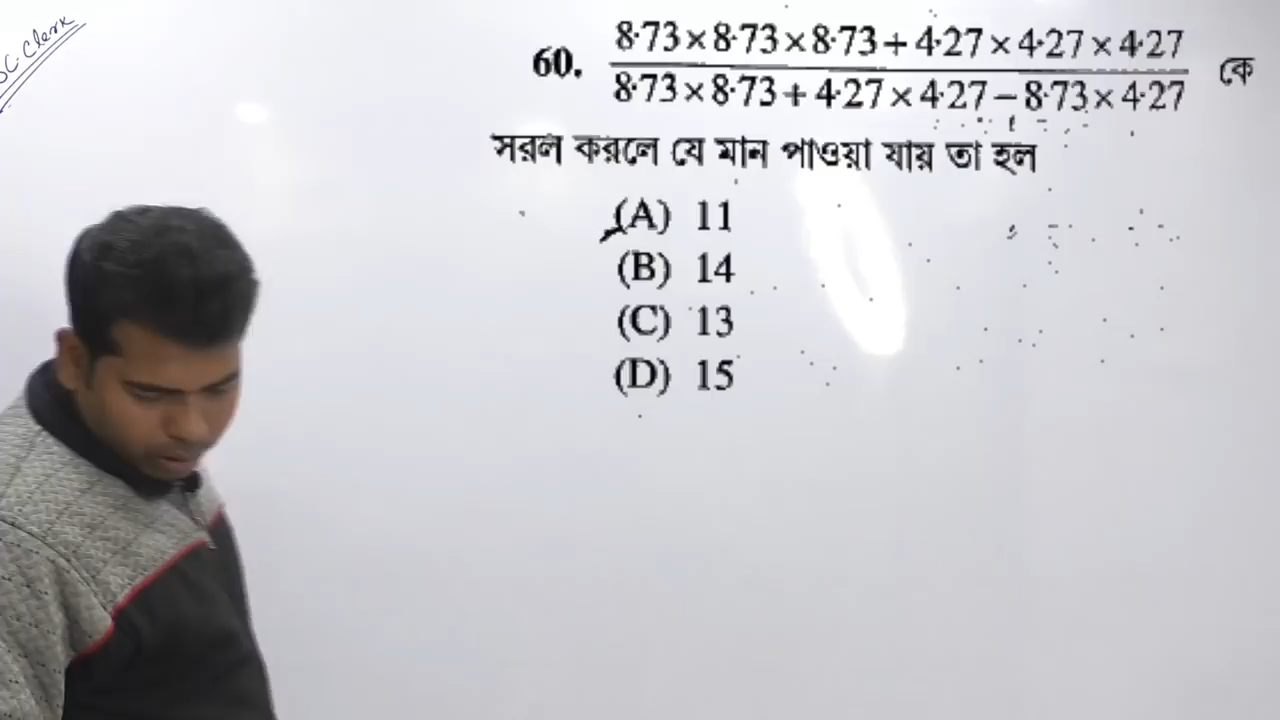 Clerk
60. 8·73×8·73×8·73+4·27×4·27×4·27 / 8·73×8·73+4·27×4·27−8·73×4·27 কে
সরল করলে যে মান পাওয়া যায় তা হল
(A) 11
(B) 14
(C) 13
(D) 15